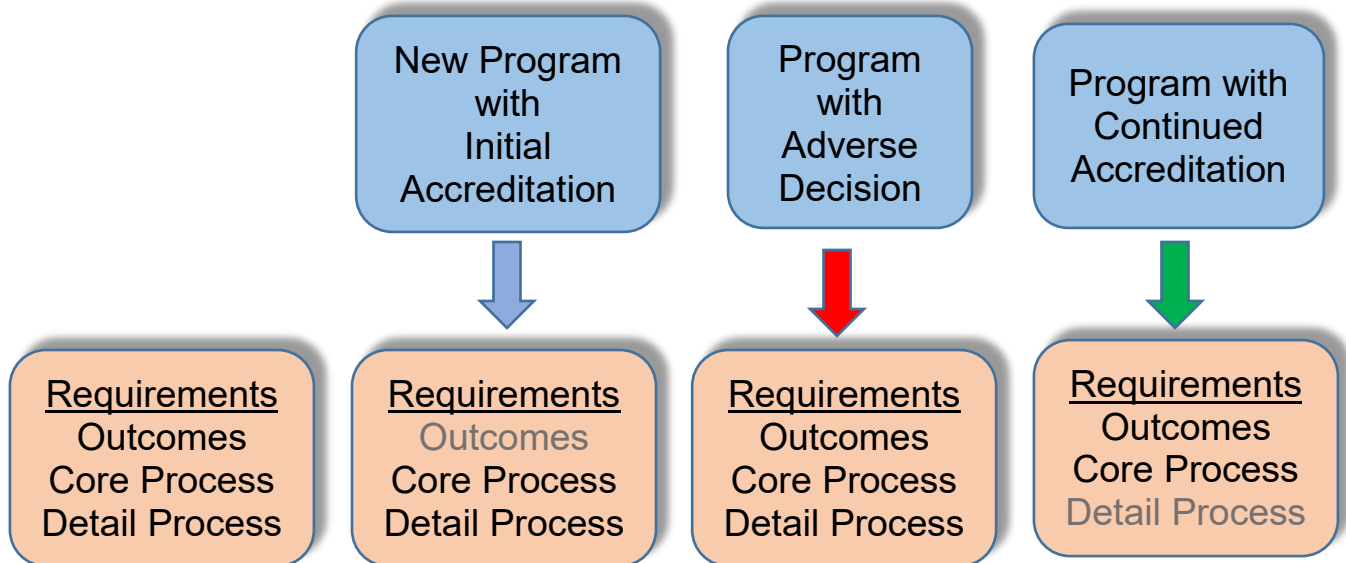 New Program
with
Initial
Accreditation
Program
with
Adverse
Decision
Program with
Continued
Accreditation
Requirements
Outcomes
Core Process
Detail Process
Requirements
Outcomes
Core Process
Detail Process
Requirements
Outcomes
Core Process
Detail Process
Requirements
Outcomes
Core Process
Detail Process